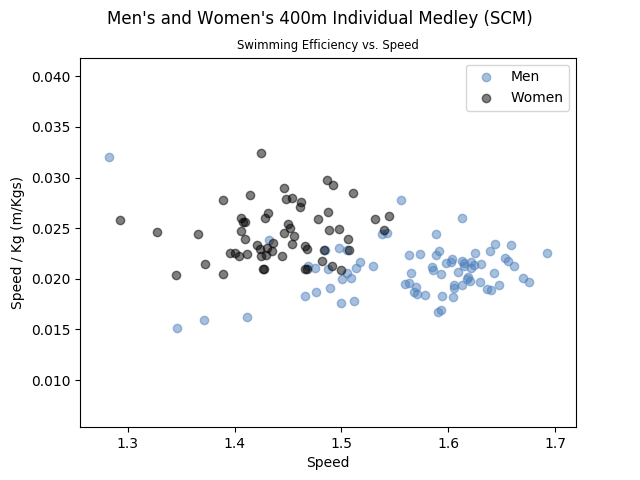 Men's and Women's 400m Individual Medley (SCM)
Swimming Efficiency vs. Speed
Men
Women
Speed / Kg (m/Kgs)
0.040
0.035
0.030
0.025
0.020
0.015
0.010
1.3 1.4 1.5 1.6 1.7
Speed